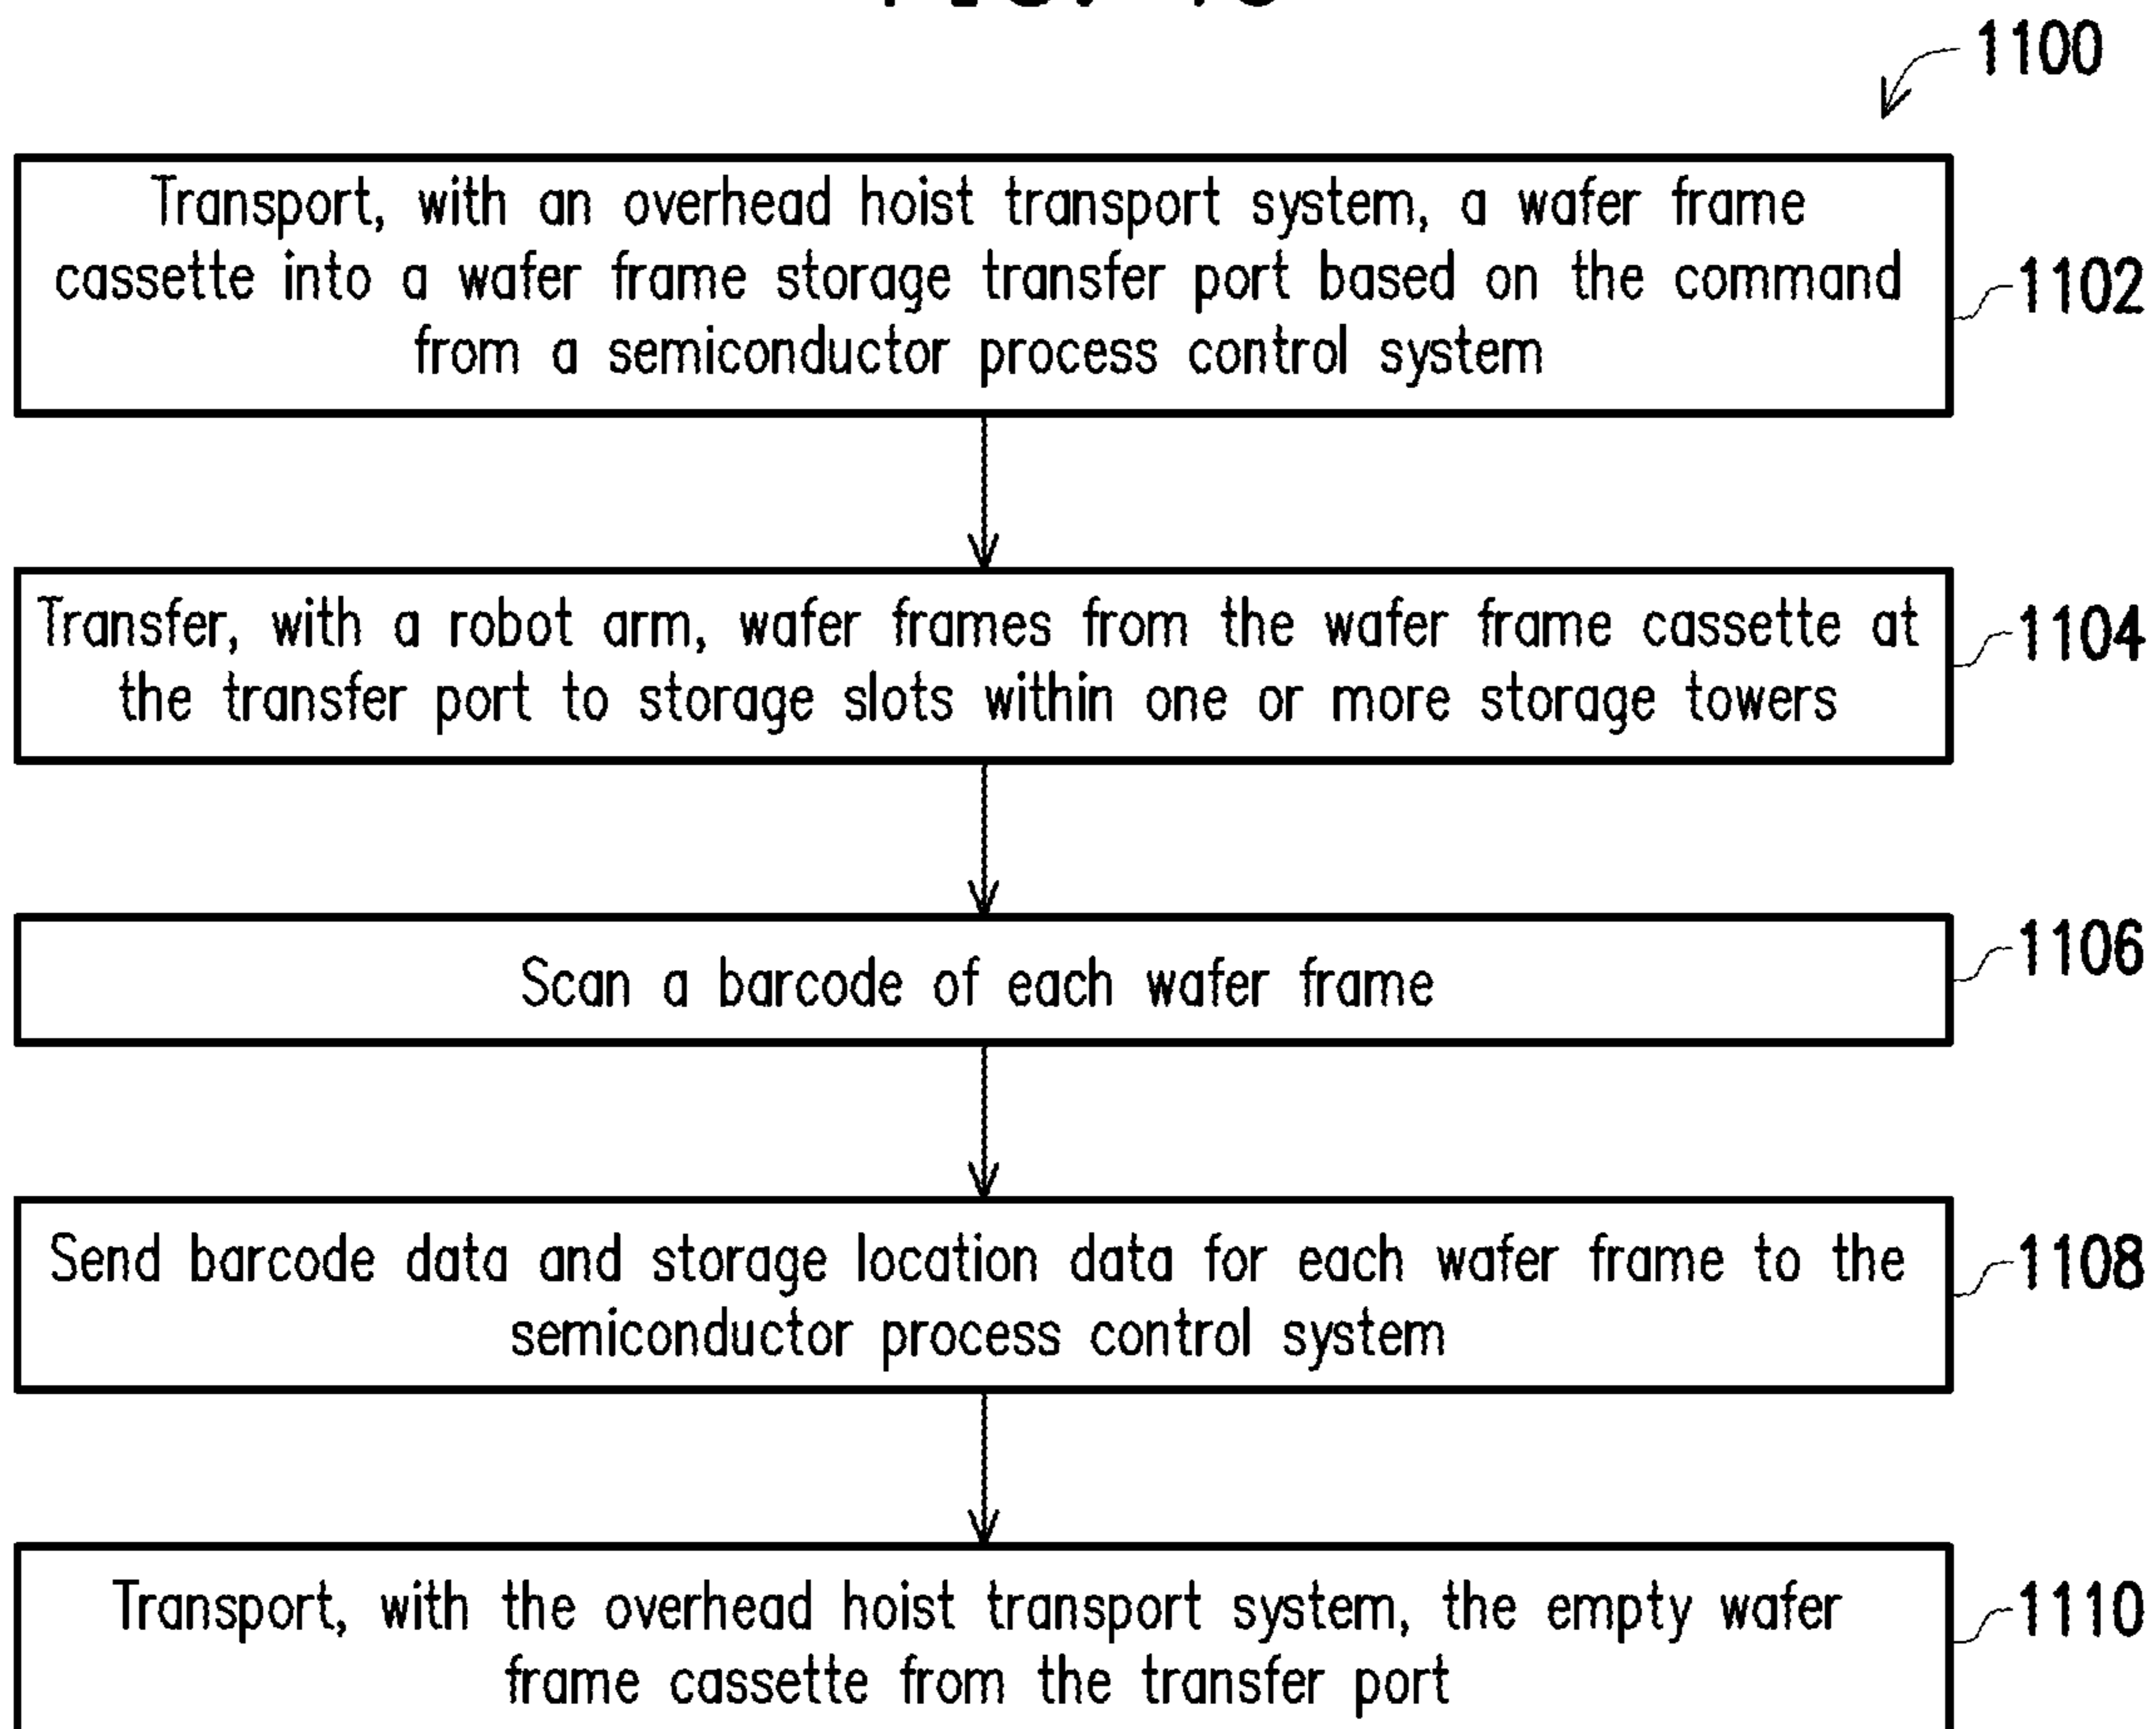 1100
Transport, with an overhead hoist transport system, a wafer frame
cassette into a wafer frame storage transfer port based on the command
from a semiconductor process control system
1102
Transfer, with a robot arm, wafer frames from the wafer frame cassette at
the transfer port to storage slots within one or more storage towers
1104
Scan a barcode of each wafer frame
1106
Send barcode data and storage location data for each wafer frame to the
semiconductor process control system
1108
Transport, with the overhead hoist transport system, the empty wafer
frame cassette from the transfer port
1110